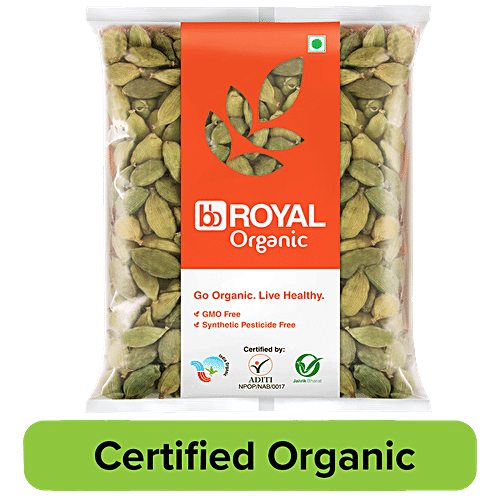 bb ROYAL
Organic
Go Organic. Live Healthy.
✓ GMO Free
✓ Synthetic Pesticide Free
Certified by:
ADITI
NPOP/NAB/0017
Jaivik Bharat
Certified Organic